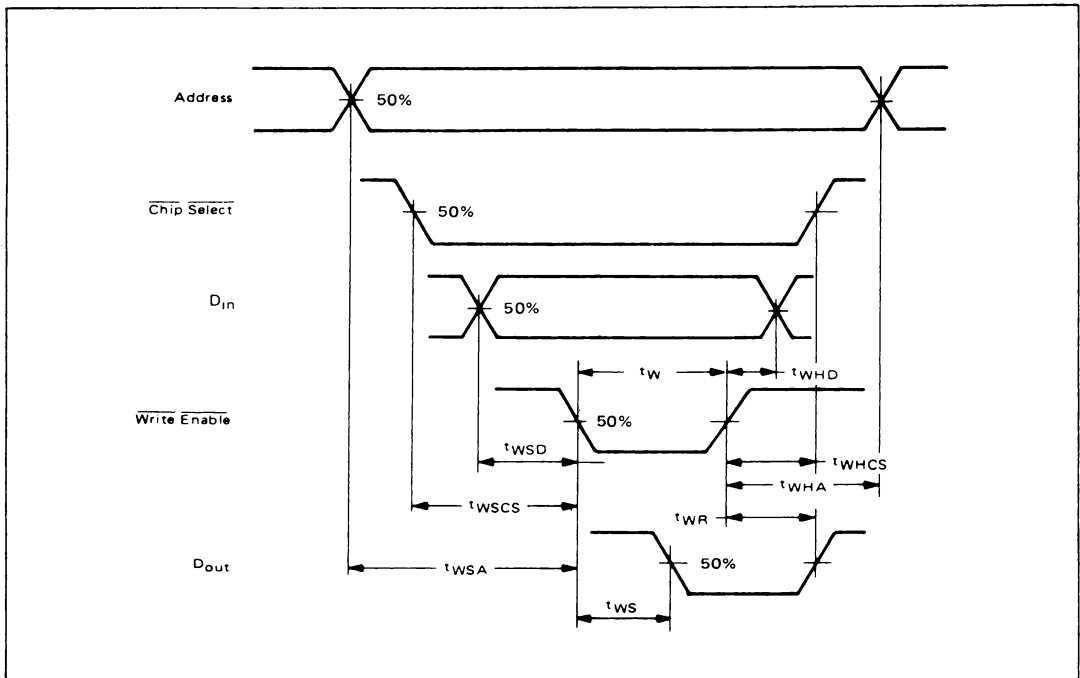 Address 50%
Chip Select 50%
Din 50%
tW tWHD
Write Enable 50%
tWSD tWHCS
tWSCS tWHA
tWR
Dout 50%
tWSA
tWS